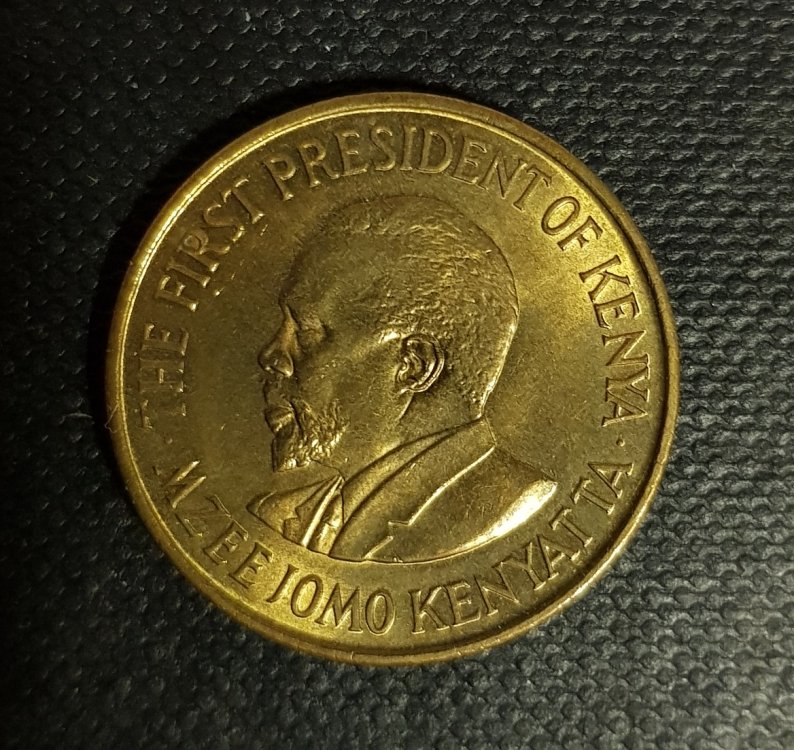 · THE FIRST PRESIDENT OF KENYA ·
MZEE JOMO KENYATTA